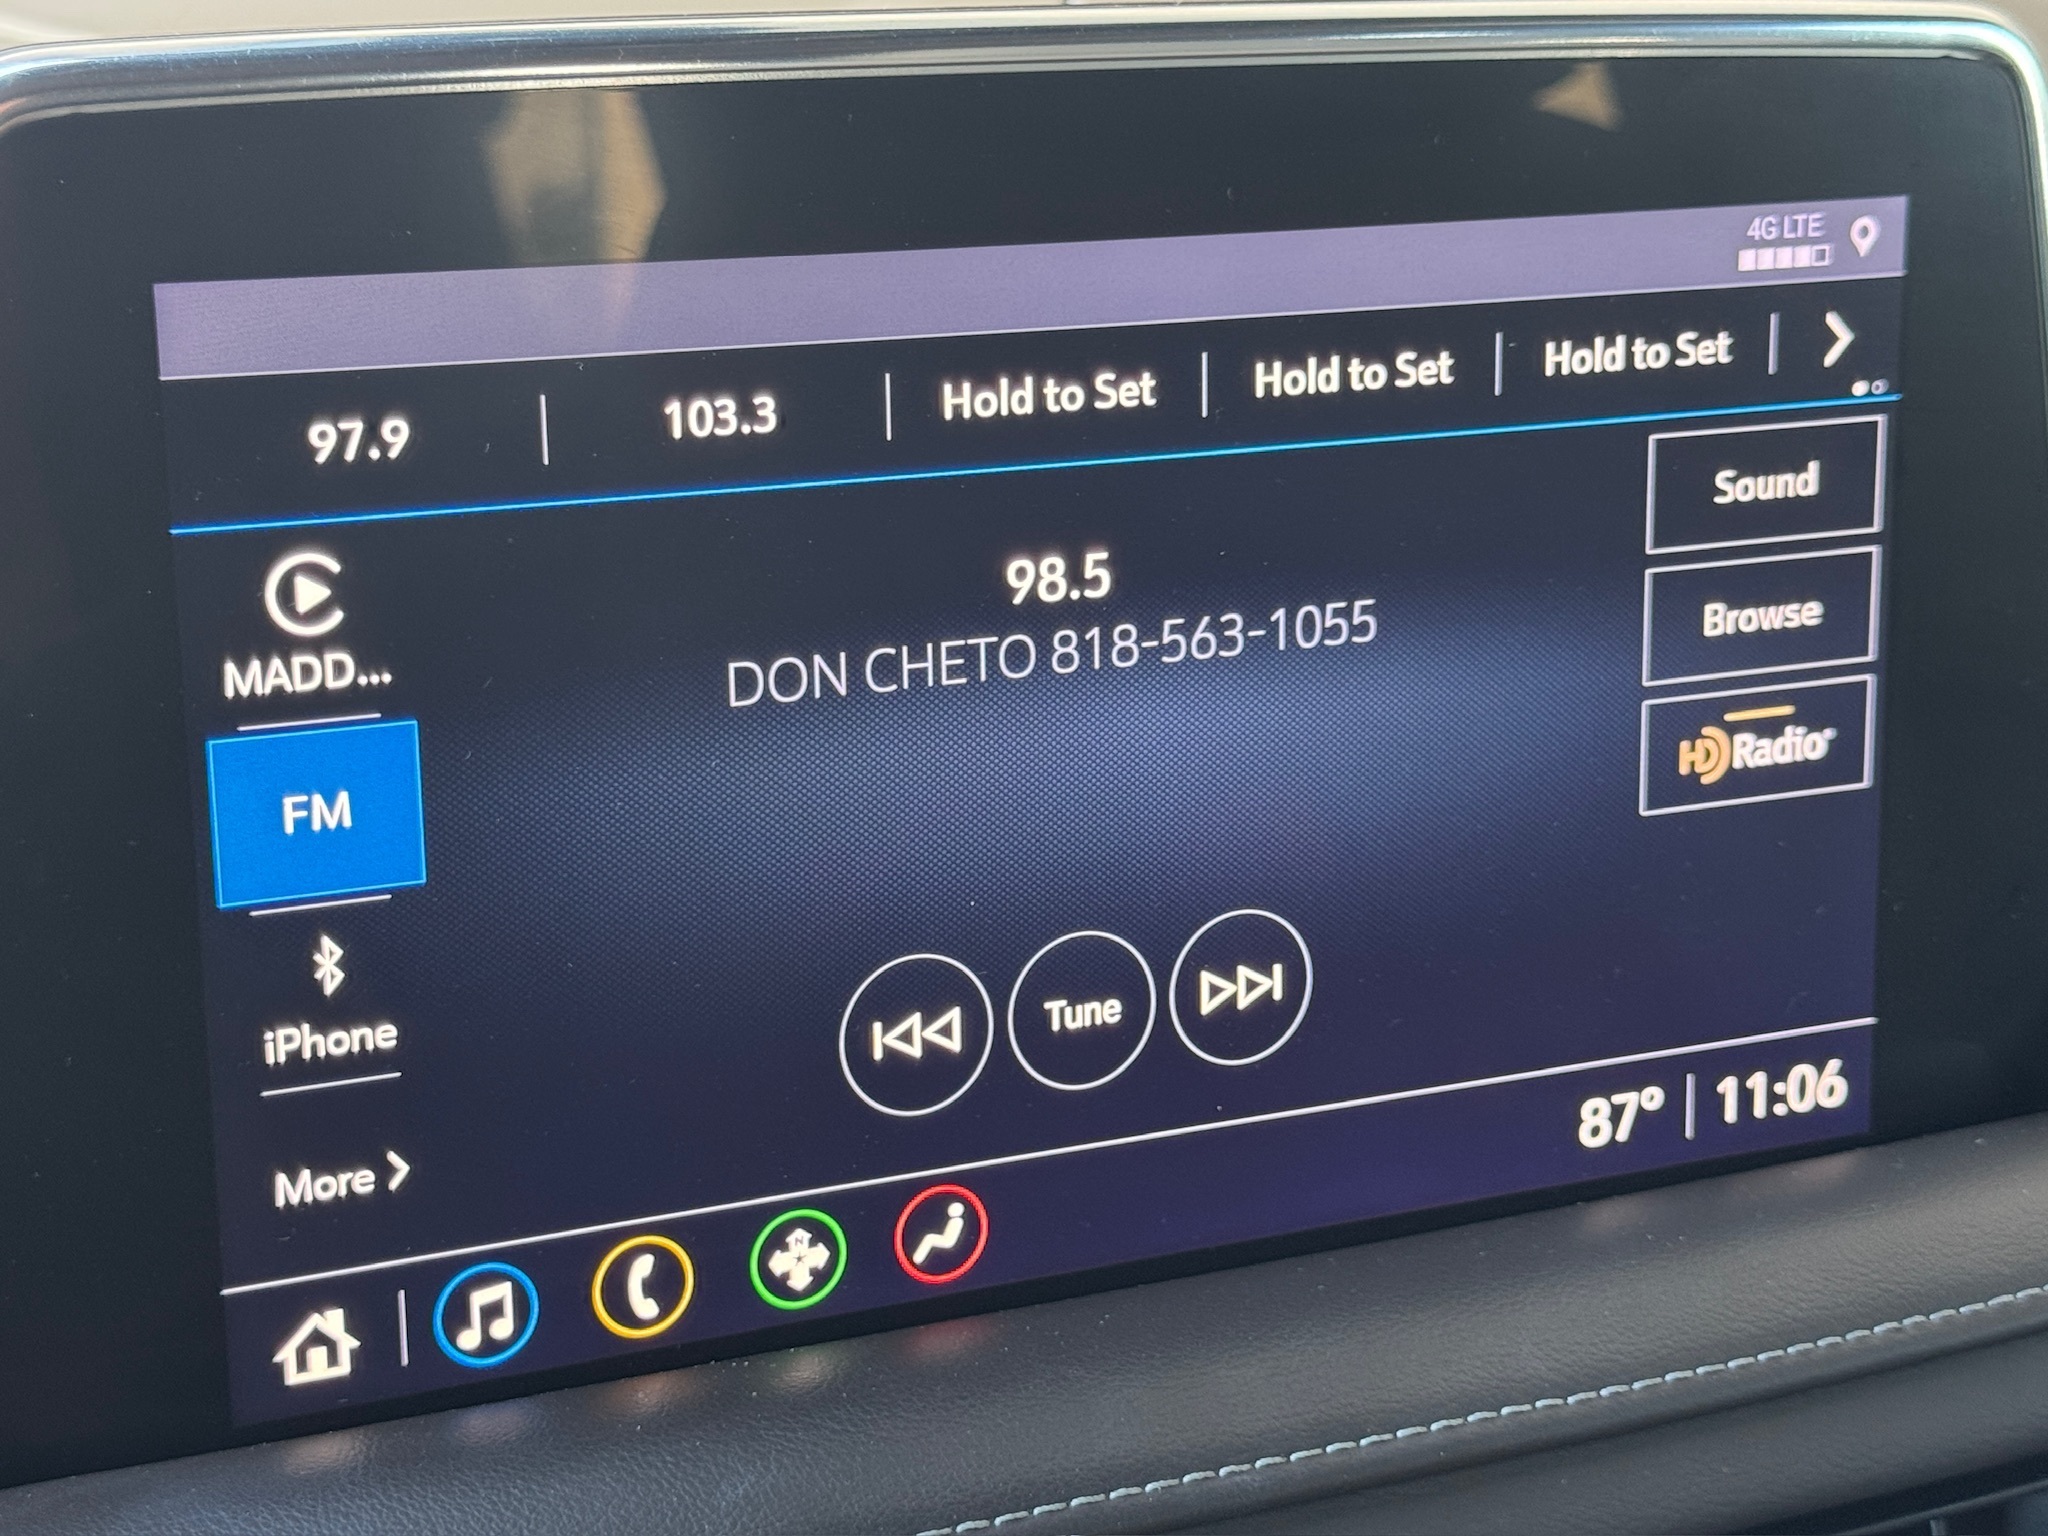 4G LTE
97.9 | 103.3 | Hold to Set | Hold to Set | Hold to Set
Sound
98.5
DON CHETO 818-563-1055
Browse
MADD...
HD Radio
FM
iPhone
Tune
More
87° | 11:06
N